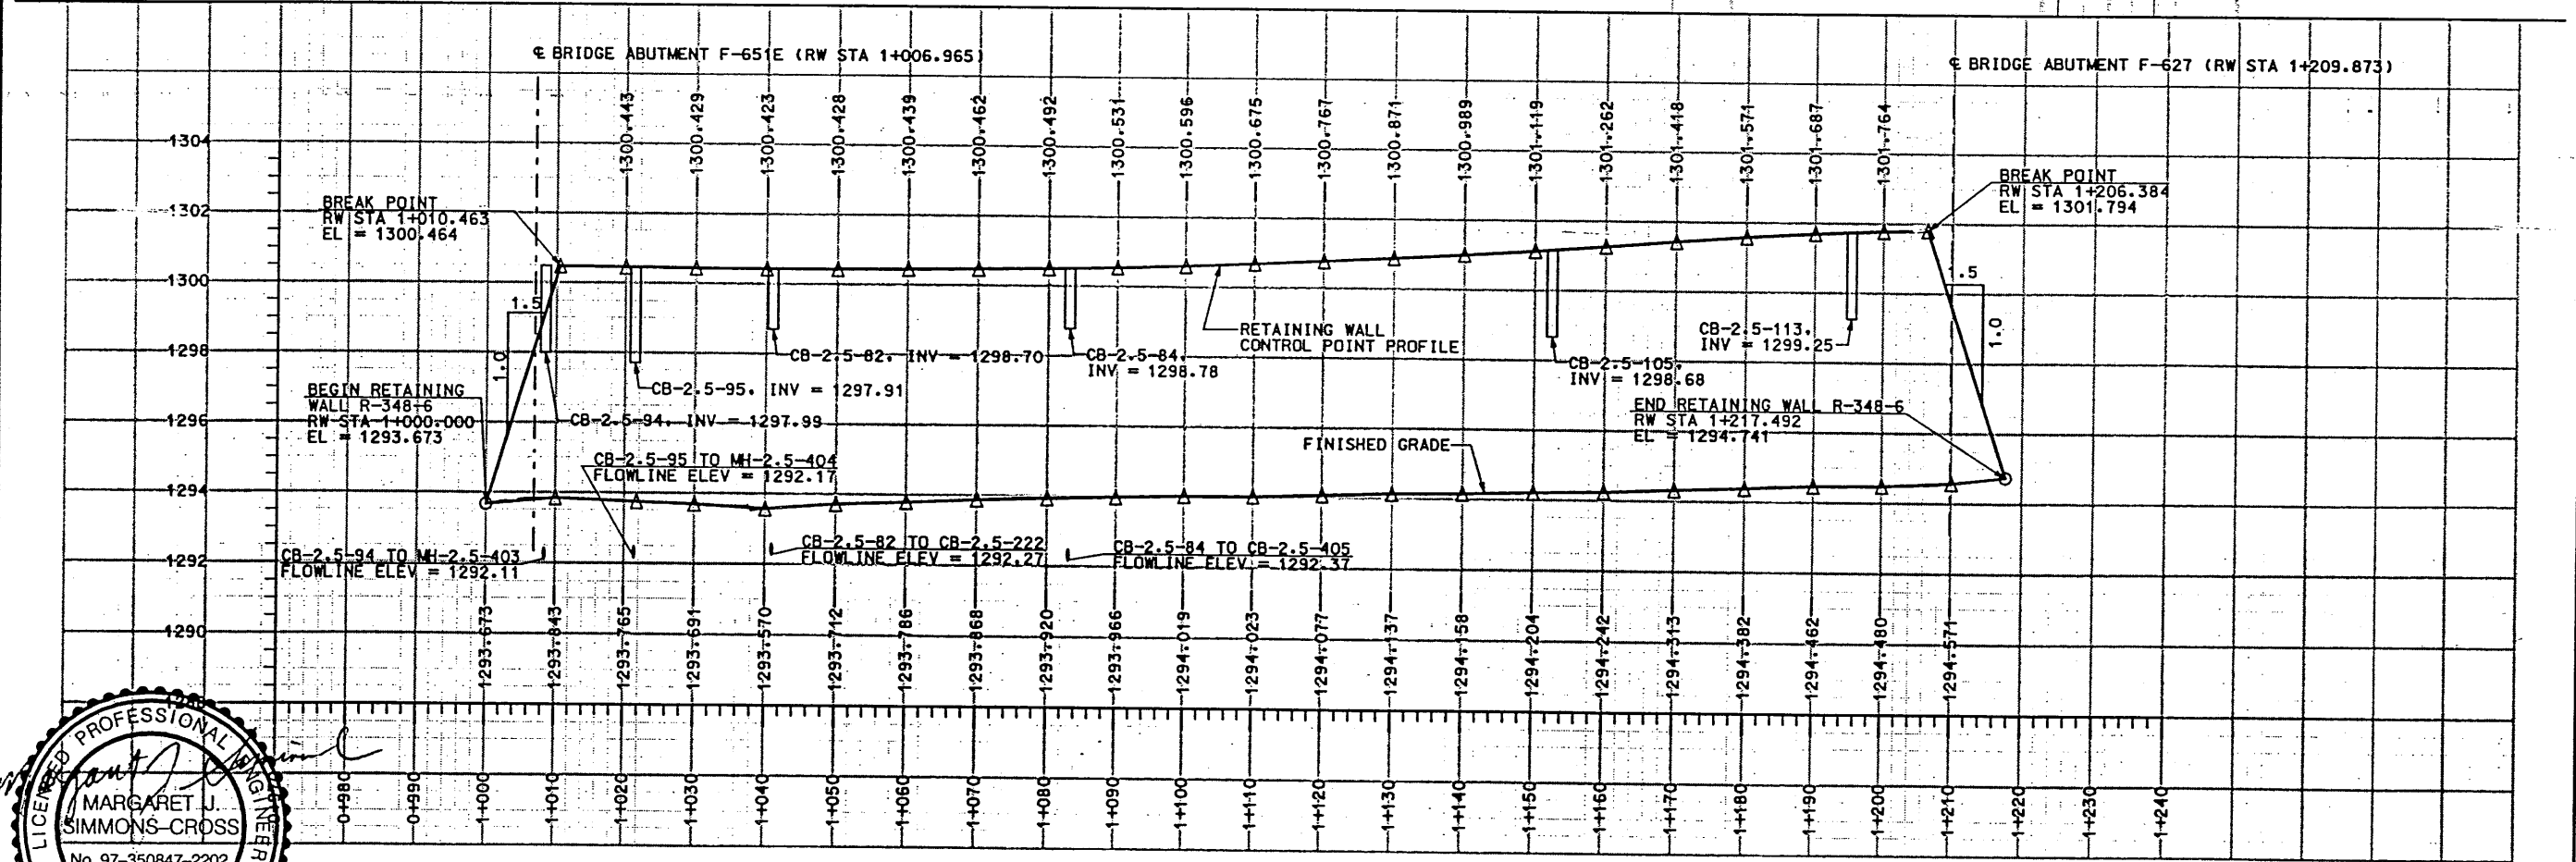 ℄ BRIDGE ABUTMENT F-651E (RW STA 1+006.965)
℄ BRIDGE ABUTMENT F-627 (RW STA 1+209.873)
1300.443
1300.429
1300.423
1300.428
1300.439
1300.462
1300.492
1300.531
1300.596
1300.675
1300.767
1300.871
1300.989
1301.119
1301.262
1301.418
1301.571
1301.687
1301.764
1304
1302
1300
1298
1296
1294
1292
1290
BREAK POINT
RW STA 1+010.463
EL = 1300.464
BREAK POINT
RW STA 1+206.384
EL = 1301.794
1.5
1.0
1.5
1.0
RETAINING WALL
CONTROL POINT PROFILE
CB-2.5-82, INV = 1298.70
CB-2.5-84,
INV = 1298.78
CB-2.5-113,
INV = 1299.25
CB-2.5-105,
INV = 1298.68
CB-2.5-95, INV = 1297.91
CB-2.5-94, INV = 1297.99
BEGIN RETAINING
WALL R-348-6
RW STA 1+000.000
EL = 1293.673
END RETAINING WALL R-348-6
RW STA 1+217.492
EL = 1294.741
FINISHED GRADE
CB-2.5-95 TO MH-2.5-404
FLOWLINE ELEV = 1292.17
CB-2.5-94 TO MH-2.5-403
FLOWLINE ELEV = 1292.11
CB-2.5-82 TO CB-2.5-222
FLOWLINE ELEV = 1292.27
CB-2.5-84 TO CB-2.5-405
FLOWLINE ELEV = 1292.37
1293.673
1293.843
1293.765
1293.691
1293.570
1293.712
1293.786
1293.868
1293.920
1293.966
1294.019
1294.023
1294.077
1294.137
1294.158
1294.204
1294.242
1294.313
1294.382
1294.462
1294.480
1294.571
0+980
0+990
1+000
1+010
1+020
1+030
1+040
1+050
1+060
1+070
1+080
1+090
1+100
1+110
1+120
1+130
1+140
1+150
1+160
1+170
1+180
1+190
1+200
1+210
1+220
1+230
1+240
LICENSED PROFESSIONAL ENGINEER
MARGARET J.
SIMMONS-CROSS
No. 97-350847-2202